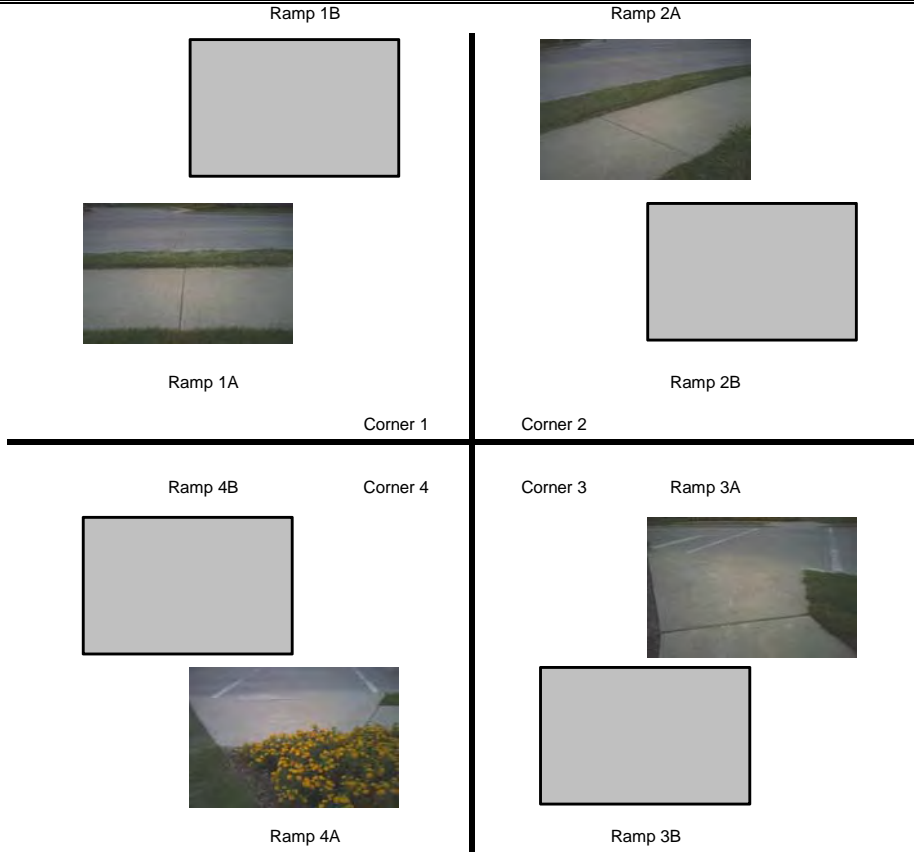 Ramp 1B
Ramp 2A
Ramp 1A
Ramp 2B
Corner 1
Corner 2
Ramp 4B
Corner 4
Corner 3
Ramp 3A
Ramp 4A
Ramp 3B